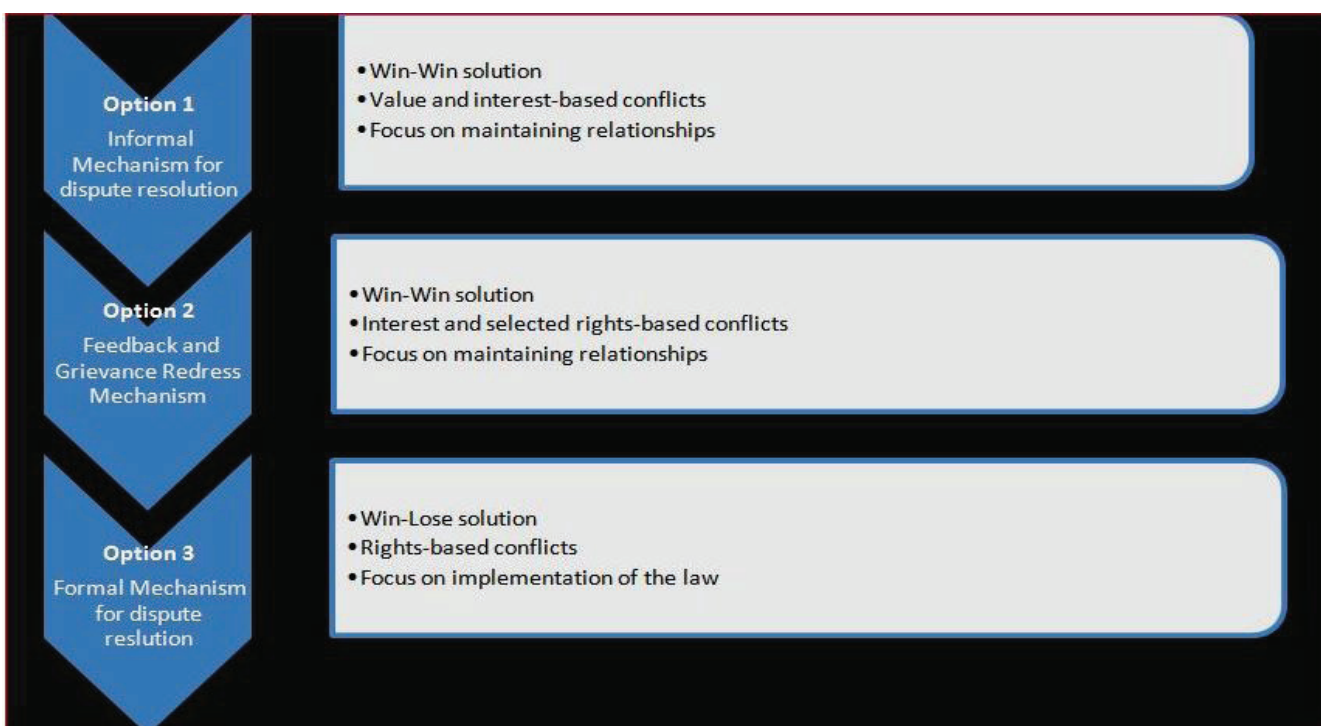 Option 1
Informal
Mechanism for
dispute resolution
•Win-Win solution
•Value and interest-based conflicts
•Focus on maintaining relationships
Option 2
Feedback and
Grievance Redress
Mechanism
•Win-Win solution
•Interest and selected rights-based conflicts
•Focus on maintaining relationships
Option 3
Formal Mechanism
for dispute
reslution
•Win-Lose solution
•Rights-based conflicts
•Focus on implementation of the law